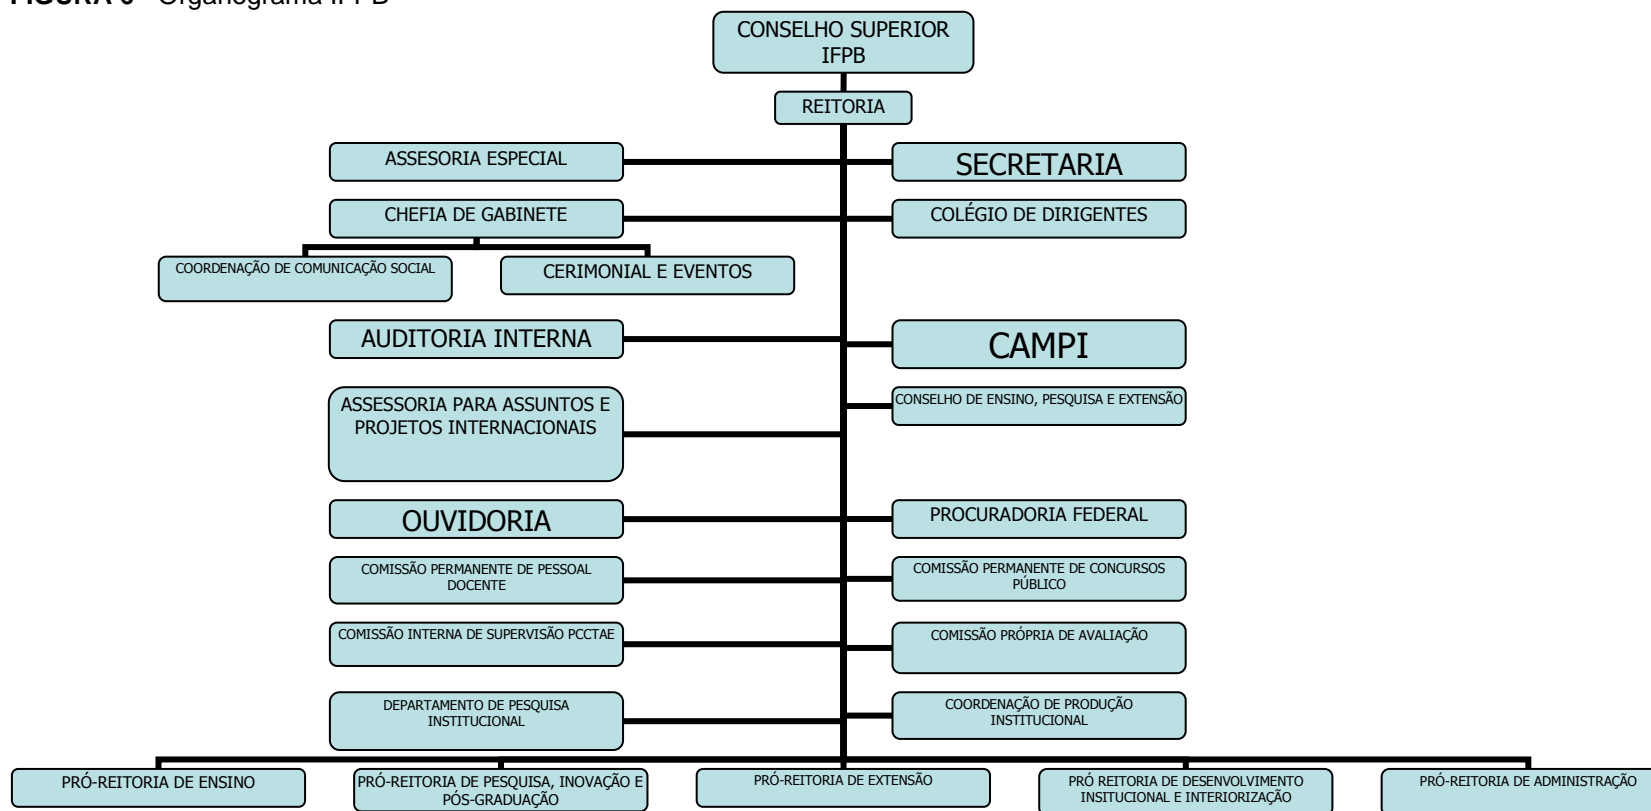 Organograma IFPB
CONSELHO SUPERIOR
IFPB
REITORIA
ASSESORIA ESPECIAL
SECRETARIA
CHEFIA DE GABINETE
COLÉGIO DE DIRIGENTES
COORDENAÇÃO DE COMUNICAÇÃO SOCIAL
CERIMONIAL E EVENTOS
AUDITORIA INTERNA
CAMPI
ASSESSORIA PARA ASSUNTOS E
PROJETOS INTERNACIONAIS
CONSELHO DE ENSINO, PESQUISA E EXTENSÃO
OUVIDORIA
PROCURADORIA FEDERAL
COMISSÃO PERMANENTE DE PESSOAL
DOCENTE
COMISSÃO PERMANENTE DE CONCURSOS
PÚBLICO
COMISSÃO INTERNA DE SUPERVISÃO PCCTAE
COMISSÃO PRÓPRIA DE AVALIAÇÃO
DEPARTAMENTO DE PESQUISA
INSTITUCIONAL
COORDENAÇÃO DE PRODUÇÃO
INSTITUCIONAL
PRÓ-REITORIA DE ENSINO
PRÓ-REITORIA DE PESQUISA, INOVAÇÃO E
PÓS-GRADUAÇÃO
PRÓ-REITORIA DE EXTENSÃO
PRÓ REITORIA DE DESENVOLVIMENTO
INSTITUCIONAL E INTERIORIZAÇÃO
PRÓ-REITORIA DE ADMINISTRAÇÃO